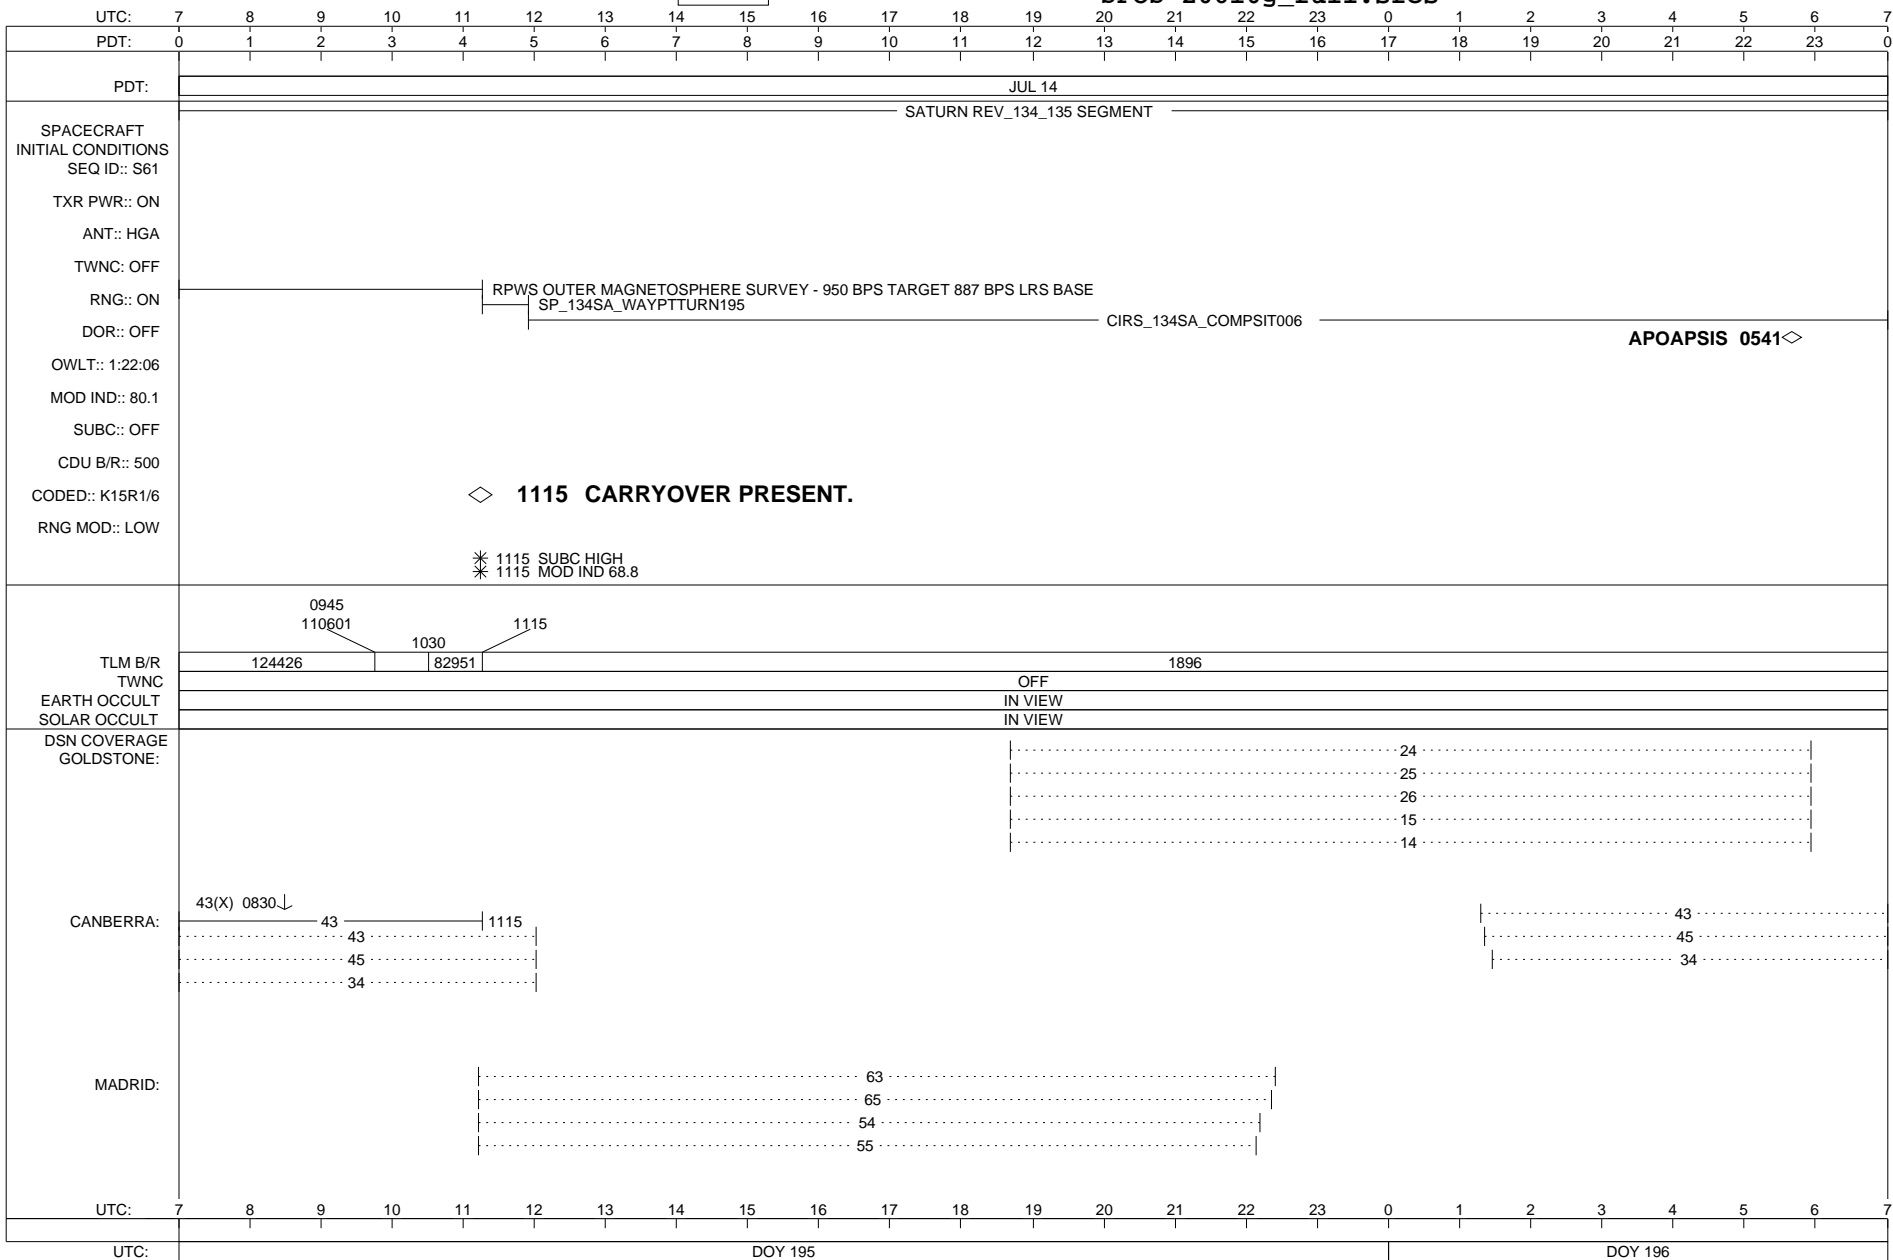 UTC: 7 8 9 10 11 12 13 14 15 16 17 18 19 20 21 22 23 0 1 2 3 4 5 6 7
PDT: 0 1 2 3 4 5 6 7 8 9 10 11 12 13 14 15 16 17 18 19 20 21 22 23 0
PDT: JUL 14
SATURN REV_134_135 SEGMENT
SPACECRAFT
INITIAL CONDITIONS
SEQ ID:: S61
TXR PWR:: ON
ANT:: HGA
TWNC: OFF
RPWS OUTER MAGNETOSPHERE SURVEY - 950 BPS TARGET 887 BPS LRS BASE
RNG:: ON
SP_134SA_WAYPTTURN195
CIRS_134SA_COMPSIT006
DOR:: OFF
APOAPSIS 0541
OWLT:: 1:22:06
MOD IND:: 80.1
SUBC:: OFF
CDU B/R:: 500
CODED:: K15R1/6
1115 CARRYOVER PRESENT.
RNG MOD:: LOW
1115 SUBC HIGH
1115 MOD IND 68.8
0945
110601 1115
1030
TLM B/R 124426 82951 1896
TWNC OFF
EARTH OCCULT IN VIEW
SOLAR OCCULT IN VIEW
DSN COVERAGE
GOLDSTONE:
24
25
26
15
14
43(X) 0830
CANBERRA: 43 1115 43
43 45
45 34
34
MADRID: 63
65
54
55
UTC: 7 8 9 10 11 12 13 14 15 16 17 18 19 20 21 22 23 0 1 2 3 4 5 6 7
UTC: DOY 195 DOY 196